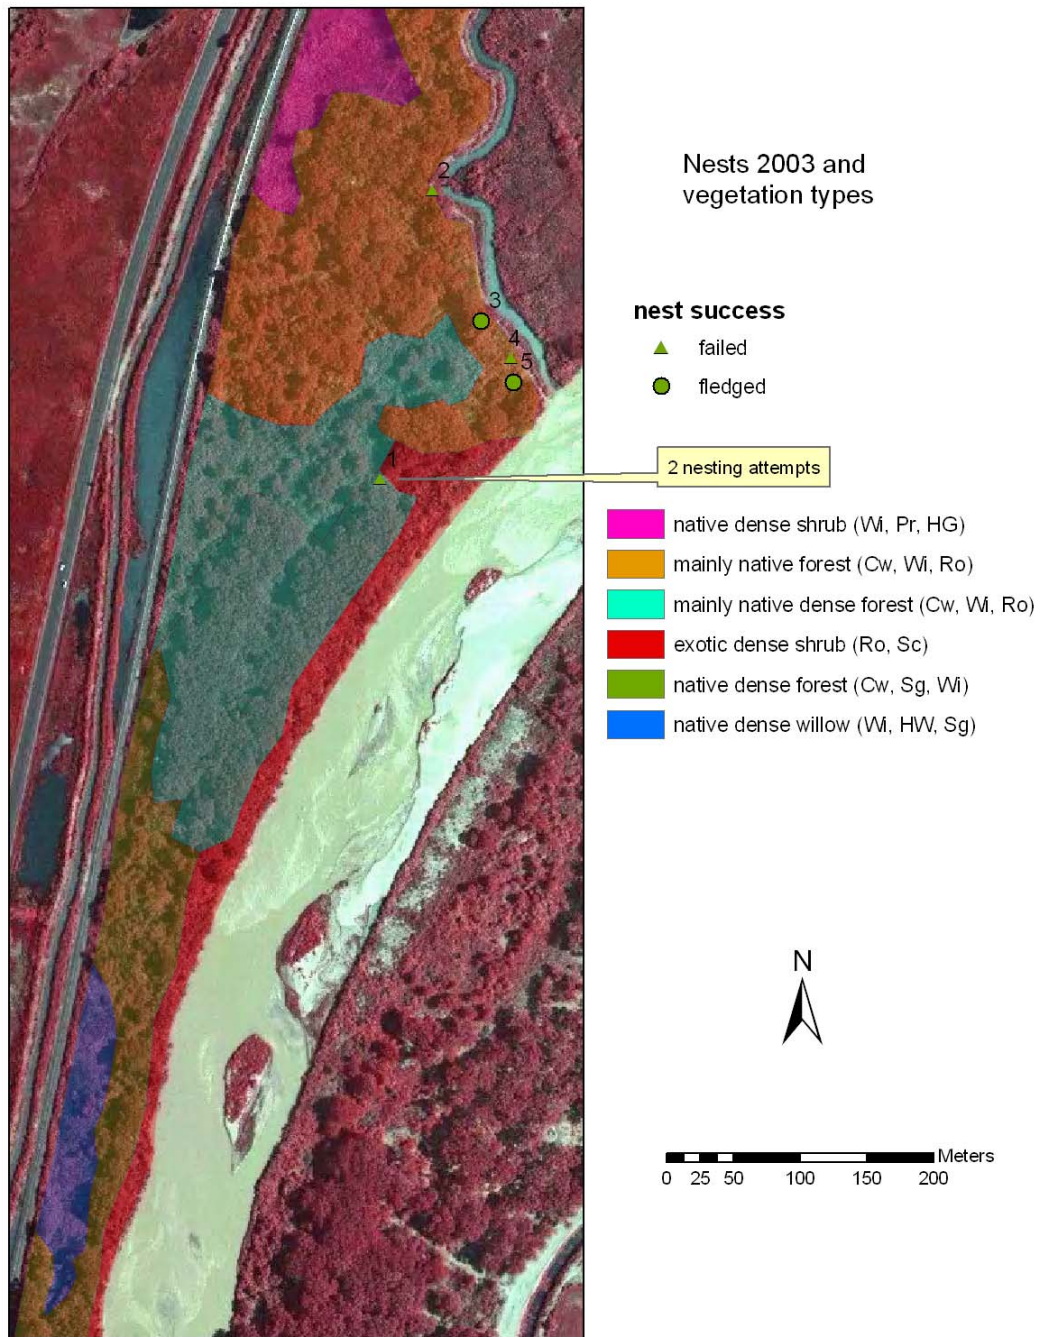 Nests 2003 and
vegetation types
nest success
failed
fledged
2
3
4
5
1
2 nesting attempts
native dense shrub (Wi, Pr, HG)
mainly native forest (Cw, Wi, Ro)
mainly native dense forest (Cw, Wi, Ro)
exotic dense shrub (Ro, Sc)
native dense forest (Cw, Sg, Wi)
native dense willow (Wi, HW, Sg)
N
Meters
0 25 50 100 150 200